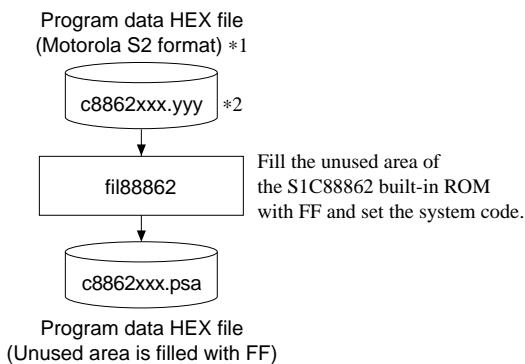 Program data HEX file
(Motorola S2 format) *1
c8862xxx.yyy *2
fil88862
Fill the unused area of
the S1C88862 built-in ROM
with FF and set the system code.
c8862xxx.psa
Program data HEX file
(Unused area is filled with FF)